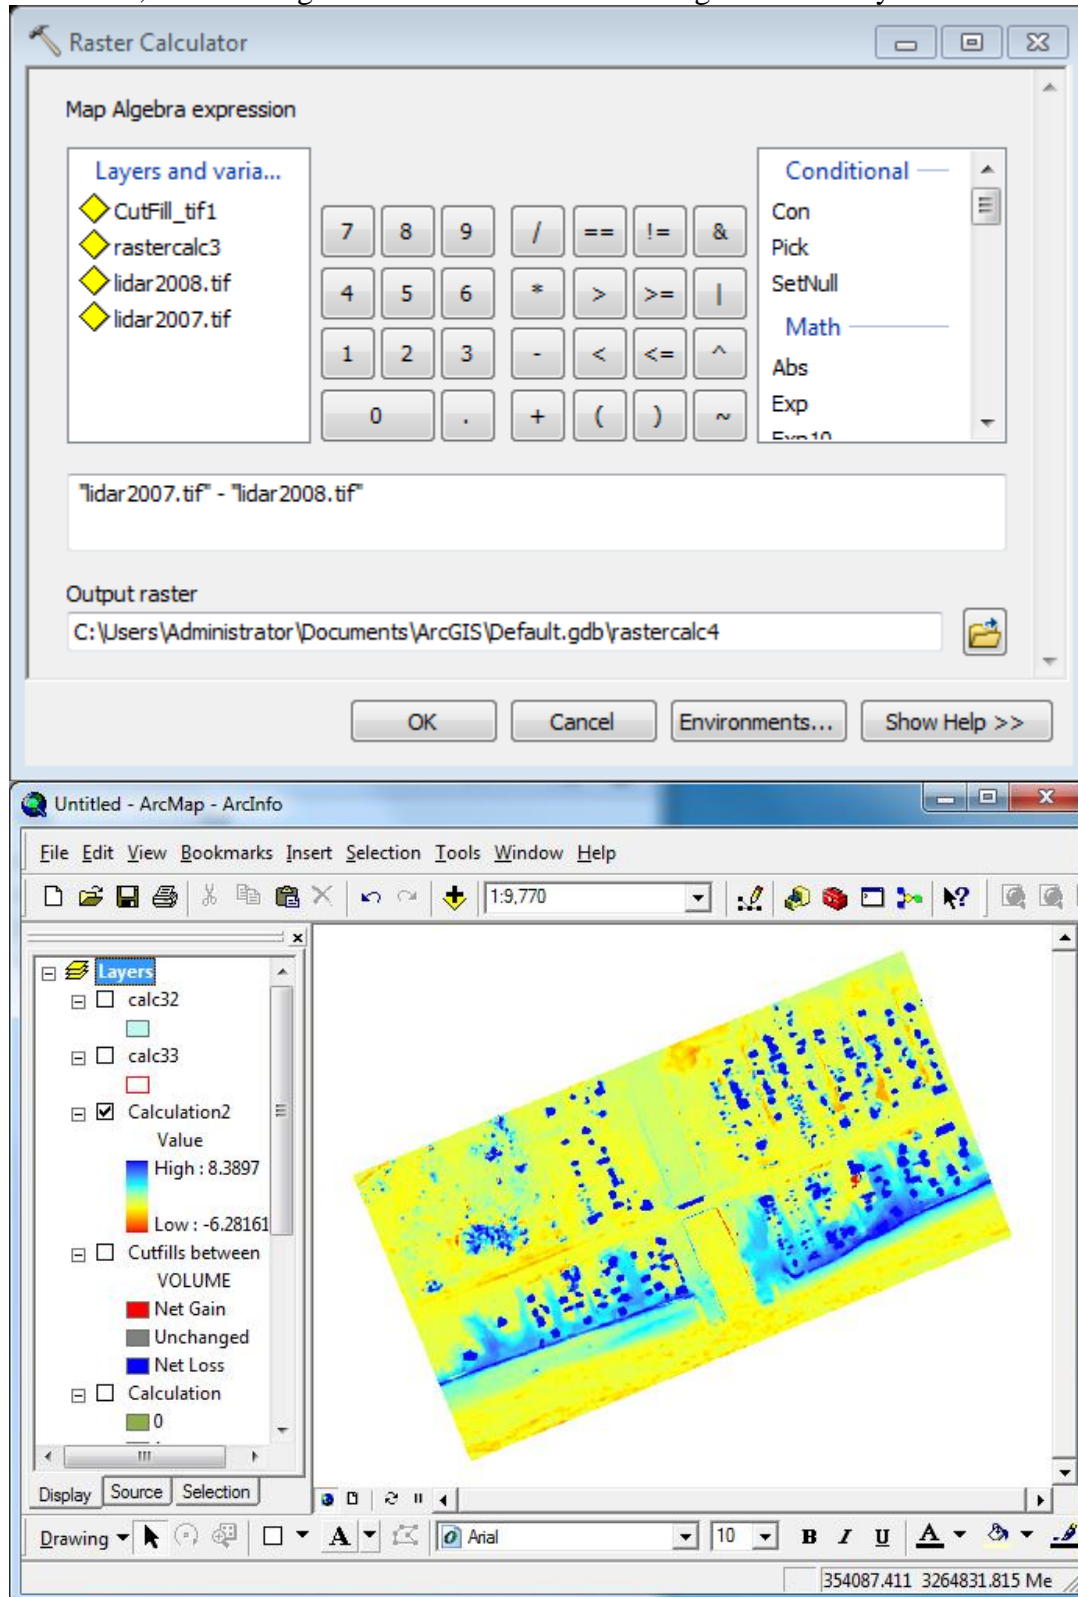 Raster Calculator
Map Algebra expression
Layers and varia...
CutFill_tif1
rastercalc3
lidar2008.tif
lidar2007.tif
7 8 9 / == != &
4 5 6 * > >= |
1 2 3 - < <= ^
0 . + ( ) ~
Conditional
Con
Pick
SetNull
Math
Abs
Exp
Exp10
"lidar2007.tif" - "lidar2008.tif"
Output raster
C:\Users\Administrator\Documents\ArcGIS\Default.gdb\rastercalc4
OK Cancel Environments... Show Help >>
Untitled - ArcMap - ArcInfo
File Edit View Bookmarks Insert Selection Tools Window Help
1:9,770
Layers
calc32
calc33
Calculation2
Value
High : 8.3897
Low : -6.28161
Cutfills between
VOLUME
Net Gain
Unchanged
Net Loss
Calculation
0
Display Source Selection
Drawing A Arial 10 B I U A
354087.411 3264831.815 Me